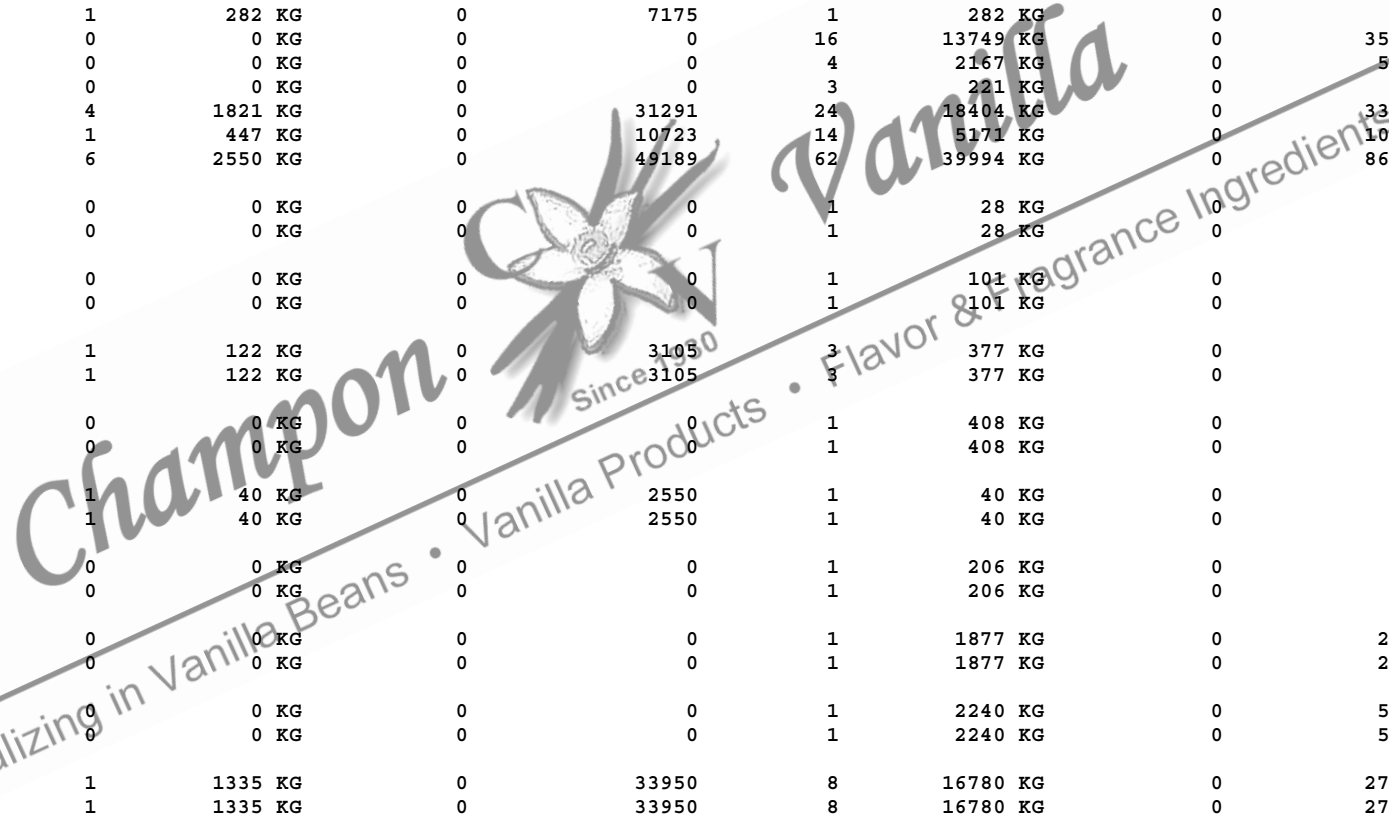 1 282 KG 0 7175 1 282 KG 0
0 0 KG 0 0 16 13749 KG 0 35
0 0 KG 0 0 4 2167 KG 0 5
0 0 KG 0 0 3 221 KG 0
4 1821 KG 0 31291 24 18404 KG 0 33
1 447 KG 0 10723 14 5171 KG 0 10
6 2550 KG 0 49189 62 39994 KG 0 86
0 0 KG 0 0 1 28 KG 0
0 0 KG 0 0 1 28 KG 0
0 0 KG 0 0 1 101 KG 0
0 0 KG 0 0 1 101 KG 0
1 122 KG 0 3105 3 377 KG 0
1 122 KG 0 3105 3 377 KG 0
0 0 KG 0 0 1 408 KG 0
0 0 KG 0 0 1 408 KG 0
1 40 KG 0 2550 1 40 KG 0
1 40 KG 0 2550 1 40 KG 0
0 0 KG 0 0 1 206 KG 0
0 0 KG 0 0 1 206 KG 0
0 0 KG 0 0 1 1877 KG 0 2
0 0 KG 0 0 1 1877 KG 0 2
0 0 KG 0 0 1 2240 KG 0 5
0 0 KG 0 0 1 2240 KG 0 5
1 1335 KG 0 33950 8 16780 KG 0 27
1 1335 KG 0 33950 8 16780 KG 0 27
Champon Vanilla
C V
Since 1930
alizing in Vanilla Beans • Vanilla Products • Flavor & Fragrance Ingredients